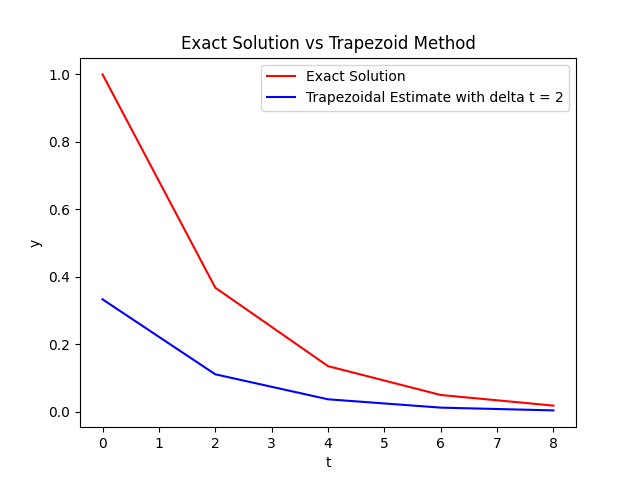 Exact Solution vs Trapezoid Method
Exact Solution
Trapezoidal Estimate with delta t = 2
y
1.0
0.8
0.6
0.4
0.2
0.0
0 1 2 3 4 5 6 7 8
t